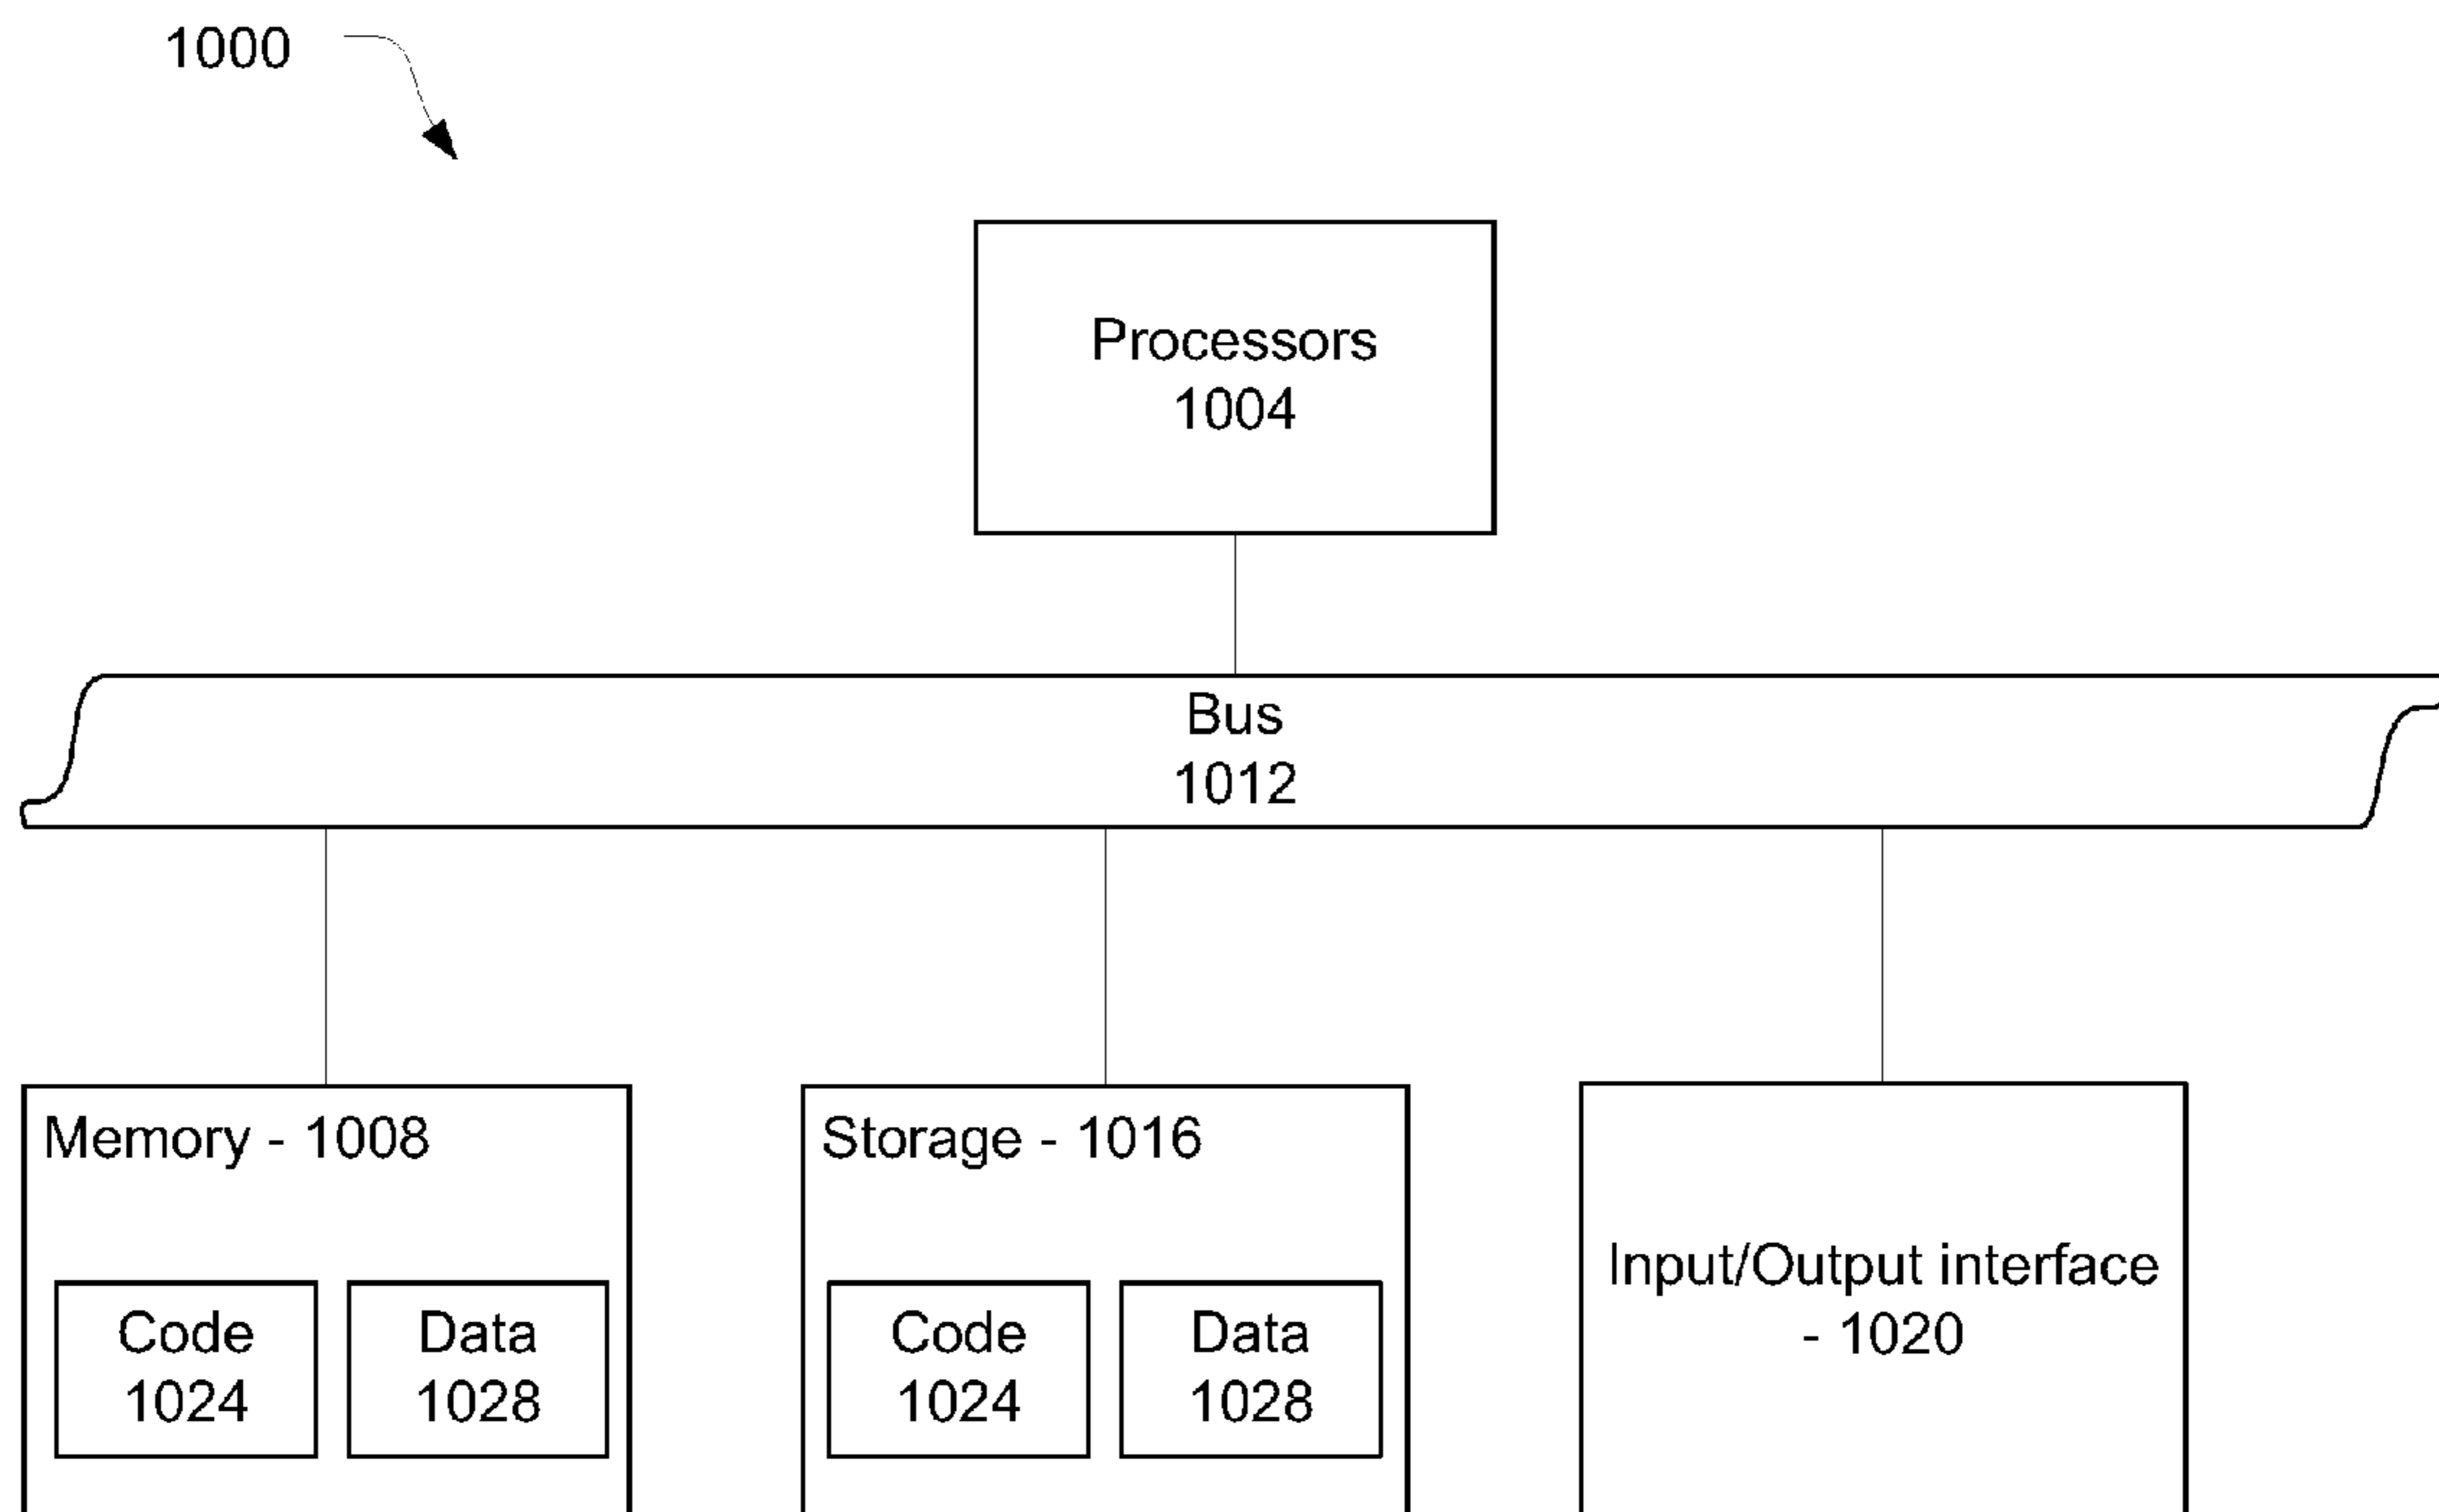 1000
Processors
1004
Bus
1012
Memory - 1008
Code
1024
Data
1028
Storage - 1016
Code
1024
Data
1028
Input/Output interface
- 1020